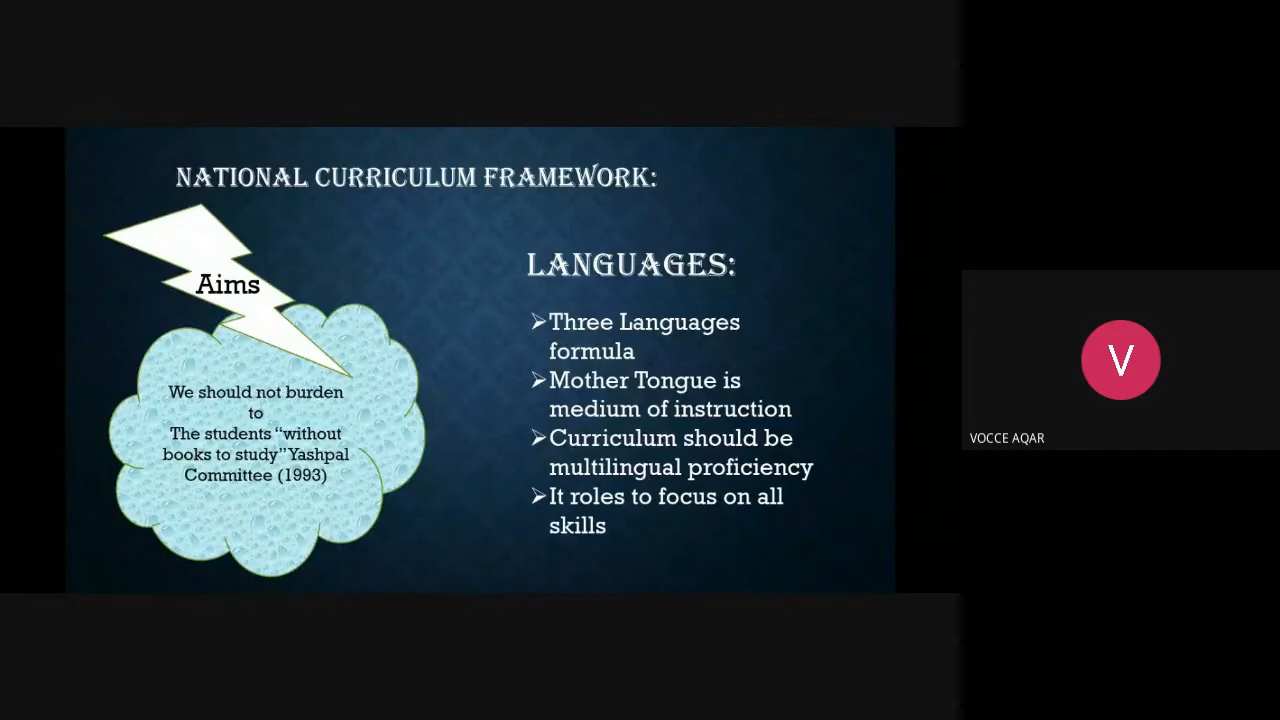 NATIONAL CURRICULUM FRAMEWORK:
Aims
We should not burden
to
The students “without
books to study” Yashpal
Committee (1993)
LANGUAGES:
➢Three Languages
formula
➢Mother Tongue is
medium of instruction
➢Curriculum should be
multilingual proficiency
➢It roles to focus on all
skills
V
VOCCE AQAR